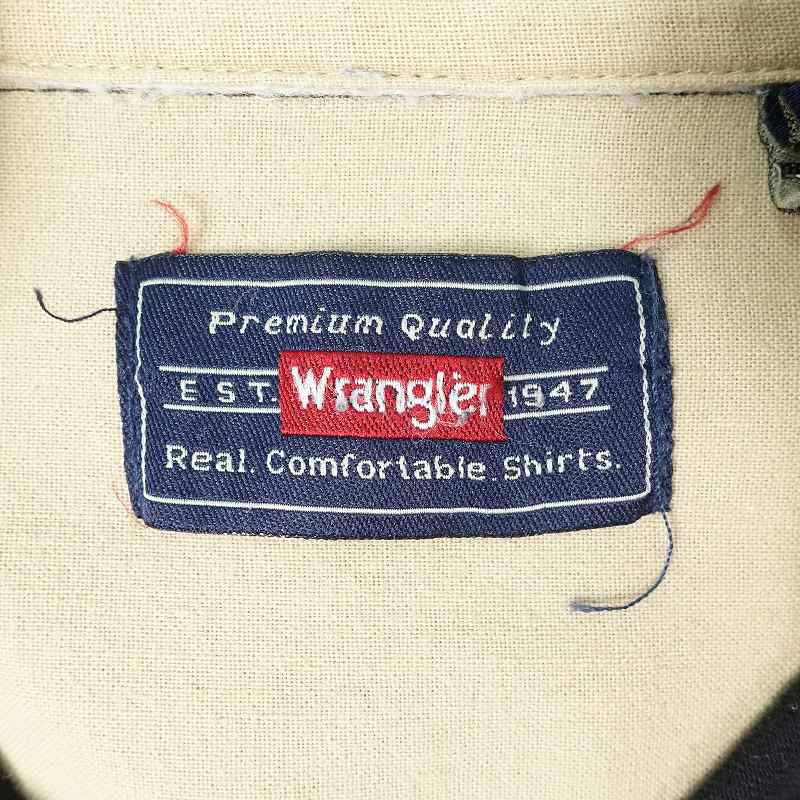 Premium Quality
EST. Wrangler 1947
Real. Comfortable. Shirts.